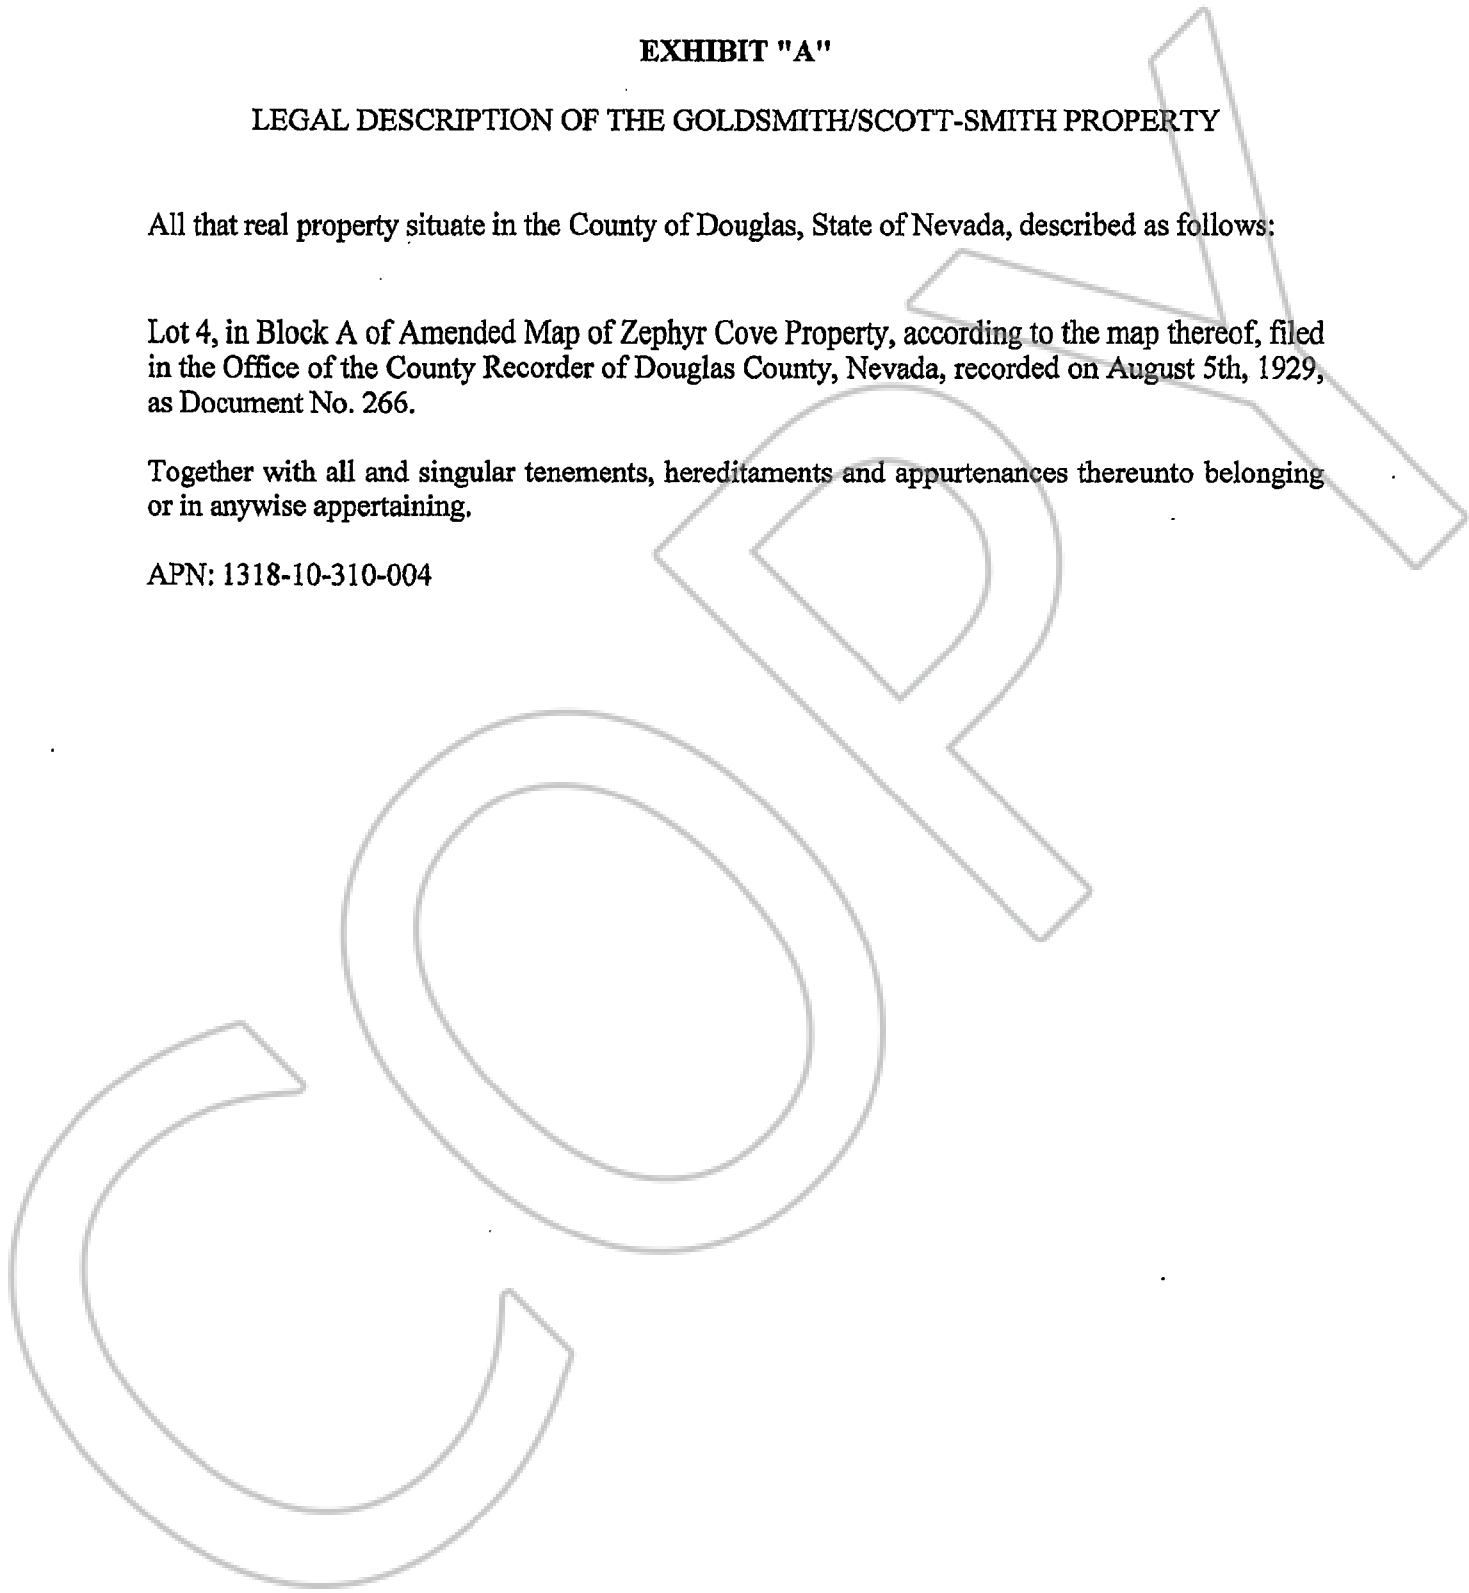 EXHIBIT "A"
LEGAL DESCRIPTION OF THE GOLDSMITH/SCOTT-SMITH PROPERTY
All that real property situate in the County of Douglas, State of Nevada, described as follows:
Lot 4, in Block A of Amended Map of Zephyr Cove Property, according to the map thereof, filed
in the Office of the County Recorder of Douglas County, Nevada, recorded on August 5th, 1929,
as Document No. 266.
Together with all and singular tenements, hereditaments and appurtenances thereunto belonging
or in anywise appertaining.
APN: 1318-10-310-004
COPY